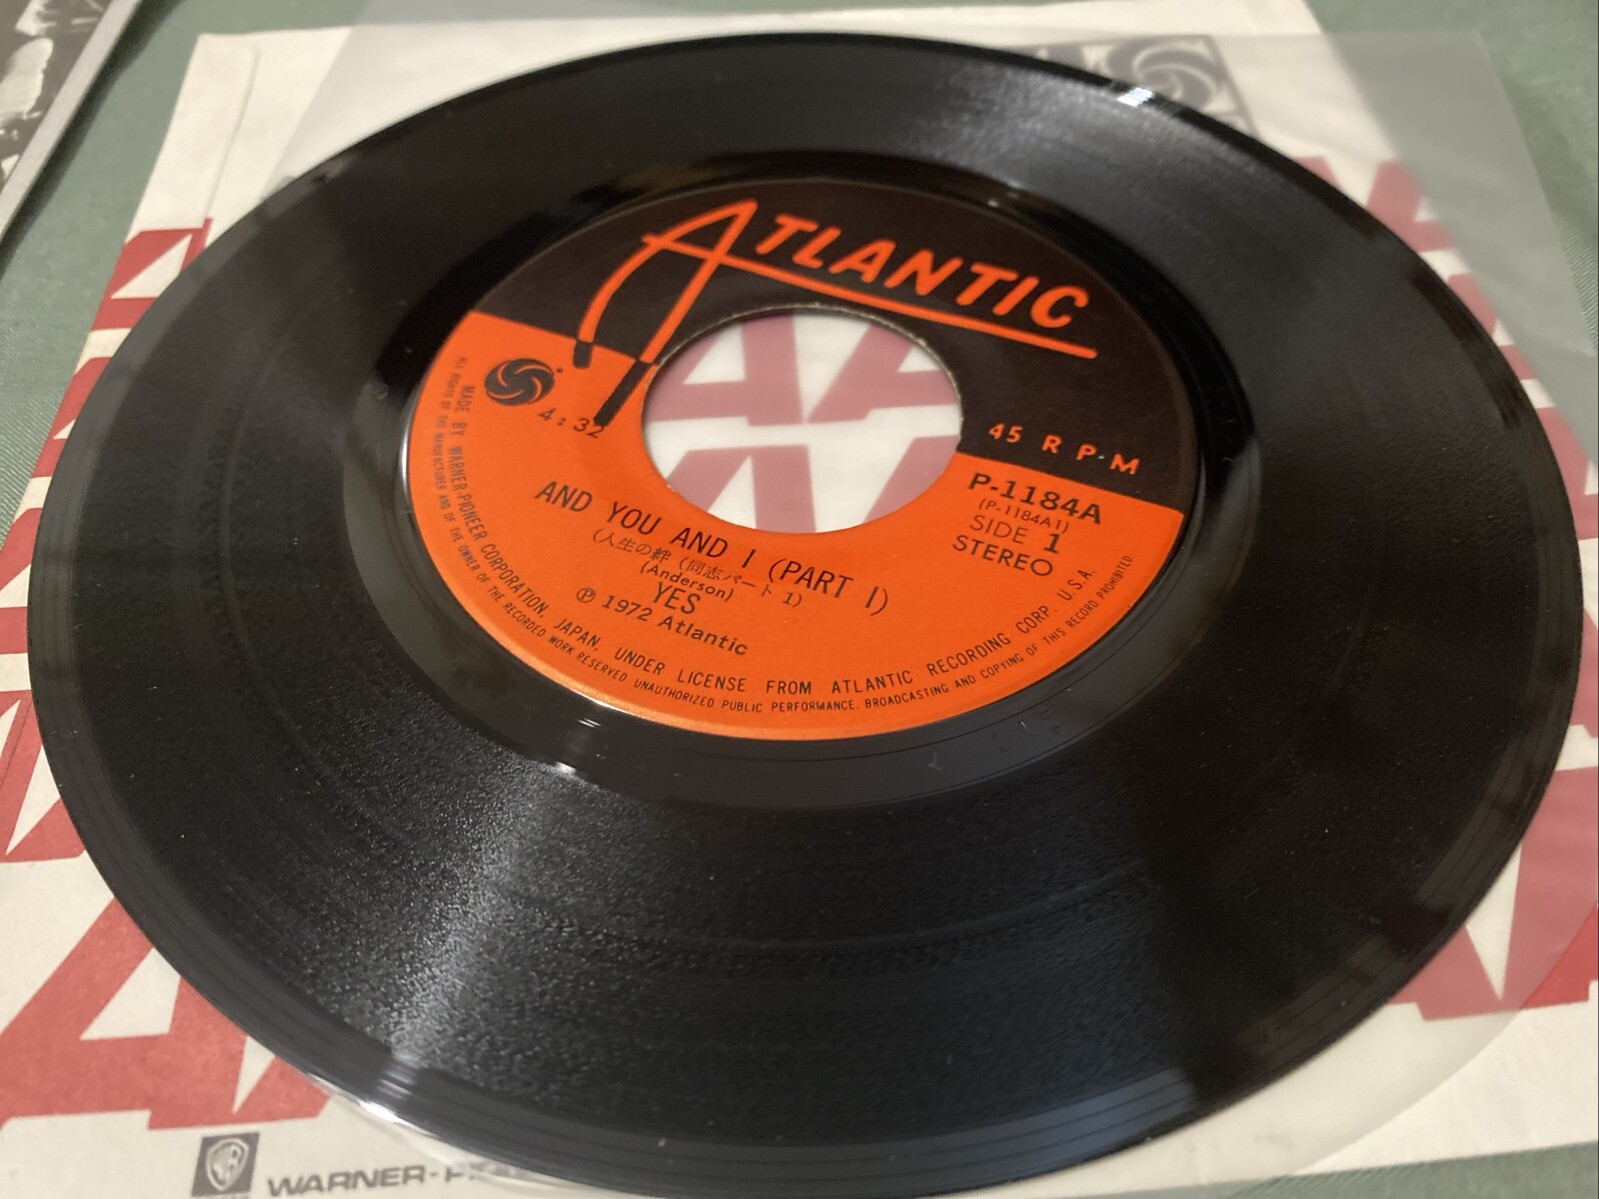 ATLANTIC
45 RPM
4:32
P-1184A
(P-1184A1)
SIDE 1
STEREO
AND YOU AND I (PART I)
(人生の絆 (同志パート 1)
(Anderson)
YES
Ⓟ 1972 Atlantic
MADE BY WARNER-PIONEER CORPORATION, JAPAN, UNDER LICENSE FROM ATLANTIC RECORDING CORP. U.S.A.
ALL RIGHTS OF THE MANUFACTURER AND OF THE OWNER OF THE RECORDED WORK RESERVED UNAUTHORIZED PUBLIC PERFORMANCE. BROADCASTING AND COPYING OF THIS RECORD PROHIBITED
WARNER-